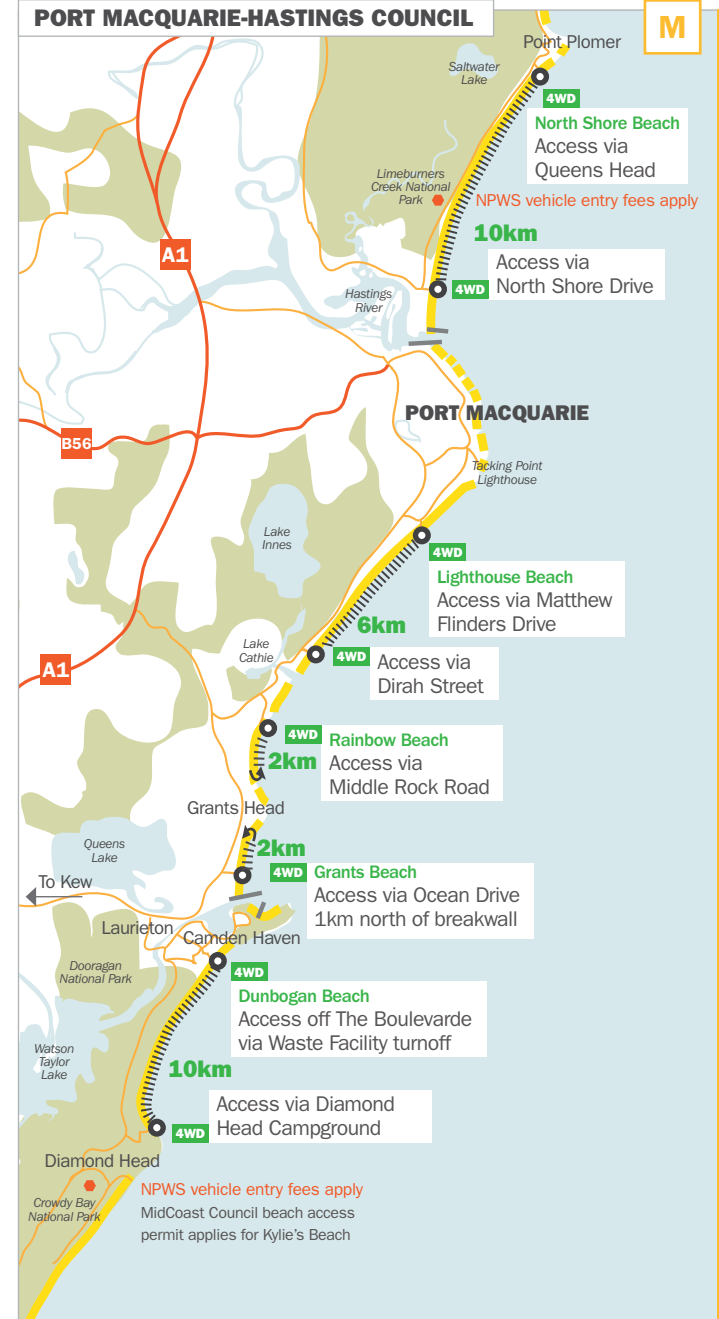 PORT MACQUARIE-HASTINGS COUNCIL
M
Point Plomer
Saltwater
Lake
4WD
North Shore Beach
Access via
Queens Head
Limeburners
Creek National
Park
NPWS vehicle entry fees apply
10km
A1
Access via
North Shore Drive
4WD
Hastings
River
PORT MACQUARIE
B56
Tacking Point
Lighthouse
Lake
Innes
4WD
Lighthouse Beach
Access via Matthew
Flinders Drive
6km
Lake
Cathie
4WD
Access via
Dirah Street
A1
4WD
Rainbow Beach
Access via
Middle Rock Road
2km
Grants Head
Queens
Lake
2km
4WD
Grants Beach
Access via Ocean Drive
1km north of breakwall
To Kew
Laurieton
Camden Haven
Dooragan
National Park
4WD
Dunbogan Beach
Access off The Boulevarde
via Waste Facility turnoff
Watson
Taylor
Lake
10km
Access via Diamond
Head Campground
4WD
Diamond Head
NPWS vehicle entry fees apply
MidCoast Council beach access
permit applies for Kylie's Beach
Crowdy Bay
National Park